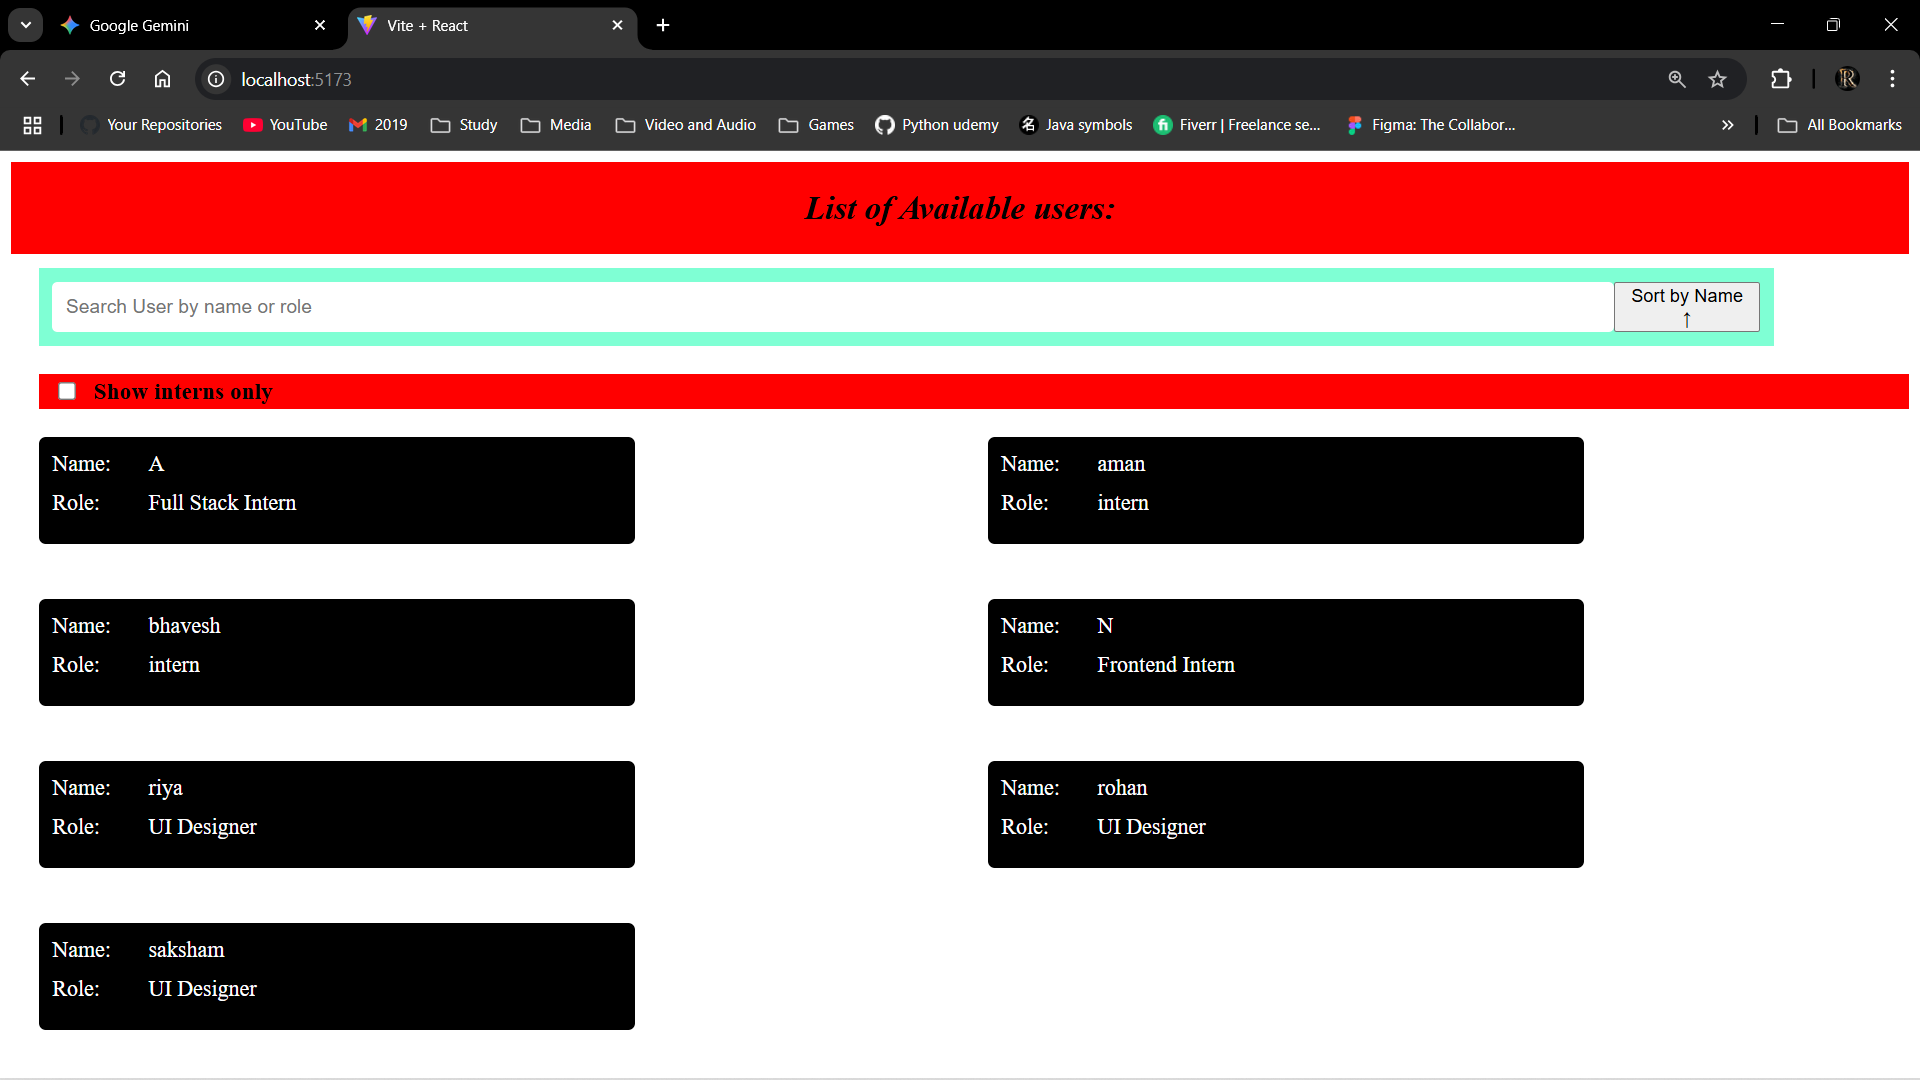 Google Gemini
Vite + React
localhost:5173
Your Repositories YouTube 2019 Study Media Video and Audio Games Python udemy 名 Java symbols fi Fiverr | Freelance se... Figma: The Collabor... » All Bookmarks
List of Available users:
Search User by name or role
Sort by Name
↑
Show interns only
Name: A
Role: Full Stack Intern
Name: aman
Role: intern
Name: bhavesh
Role: intern
Name: N
Role: Frontend Intern
Name: riya
Role: UI Designer
Name: rohan
Role: UI Designer
Name: saksham
Role: UI Designer